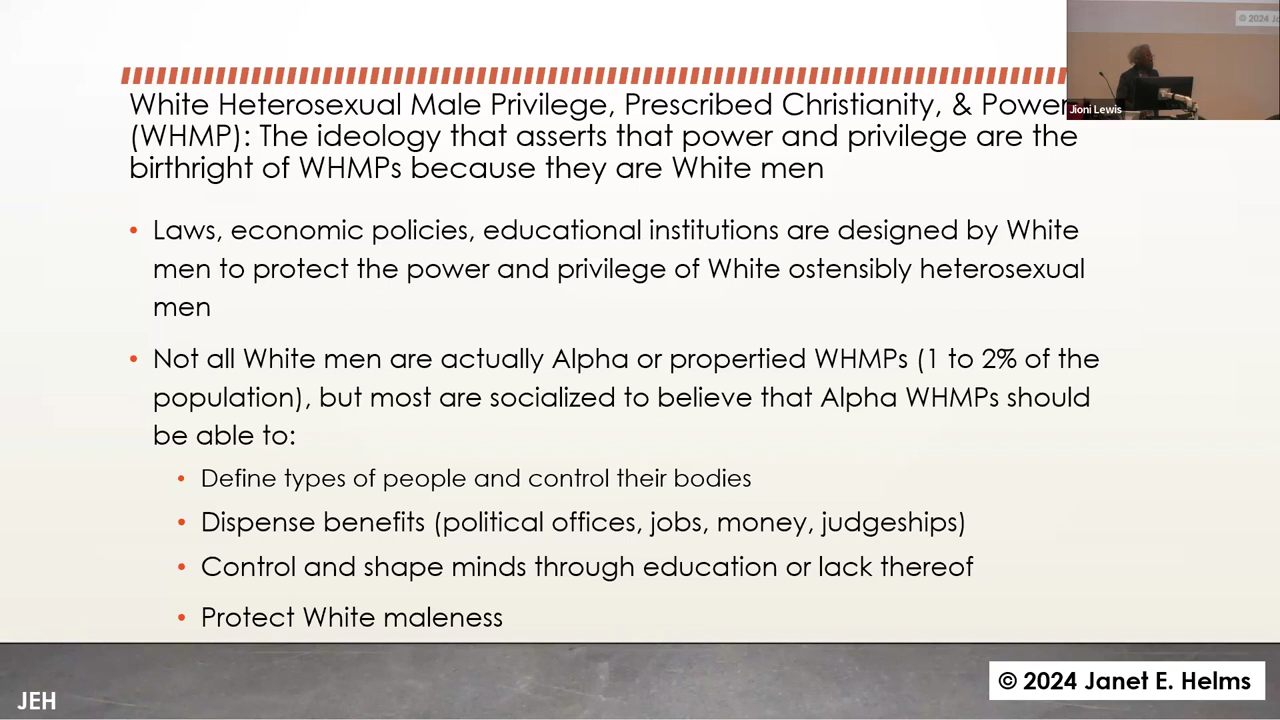 © 2024 Ja
Jioni Lewis
White Heterosexual Male Privilege, Prescribed Christianity, & Power
(WHMP): The ideology that asserts that power and privilege are the
birthright of WHMPs because they are White men
• Laws, economic policies, educational institutions are designed by White
men to protect the power and privilege of White ostensibly heterosexual
men
• Not all White men are actually Alpha or propertied WHMPs (1 to 2% of the
population), but most are socialized to believe that Alpha WHMPs should
be able to:
• Define types of people and control their bodies
• Dispense benefits (political offices, jobs, money, judgeships)
• Control and shape minds through education or lack thereof
• Protect White maleness
JEH
© 2024 Janet E. Helms